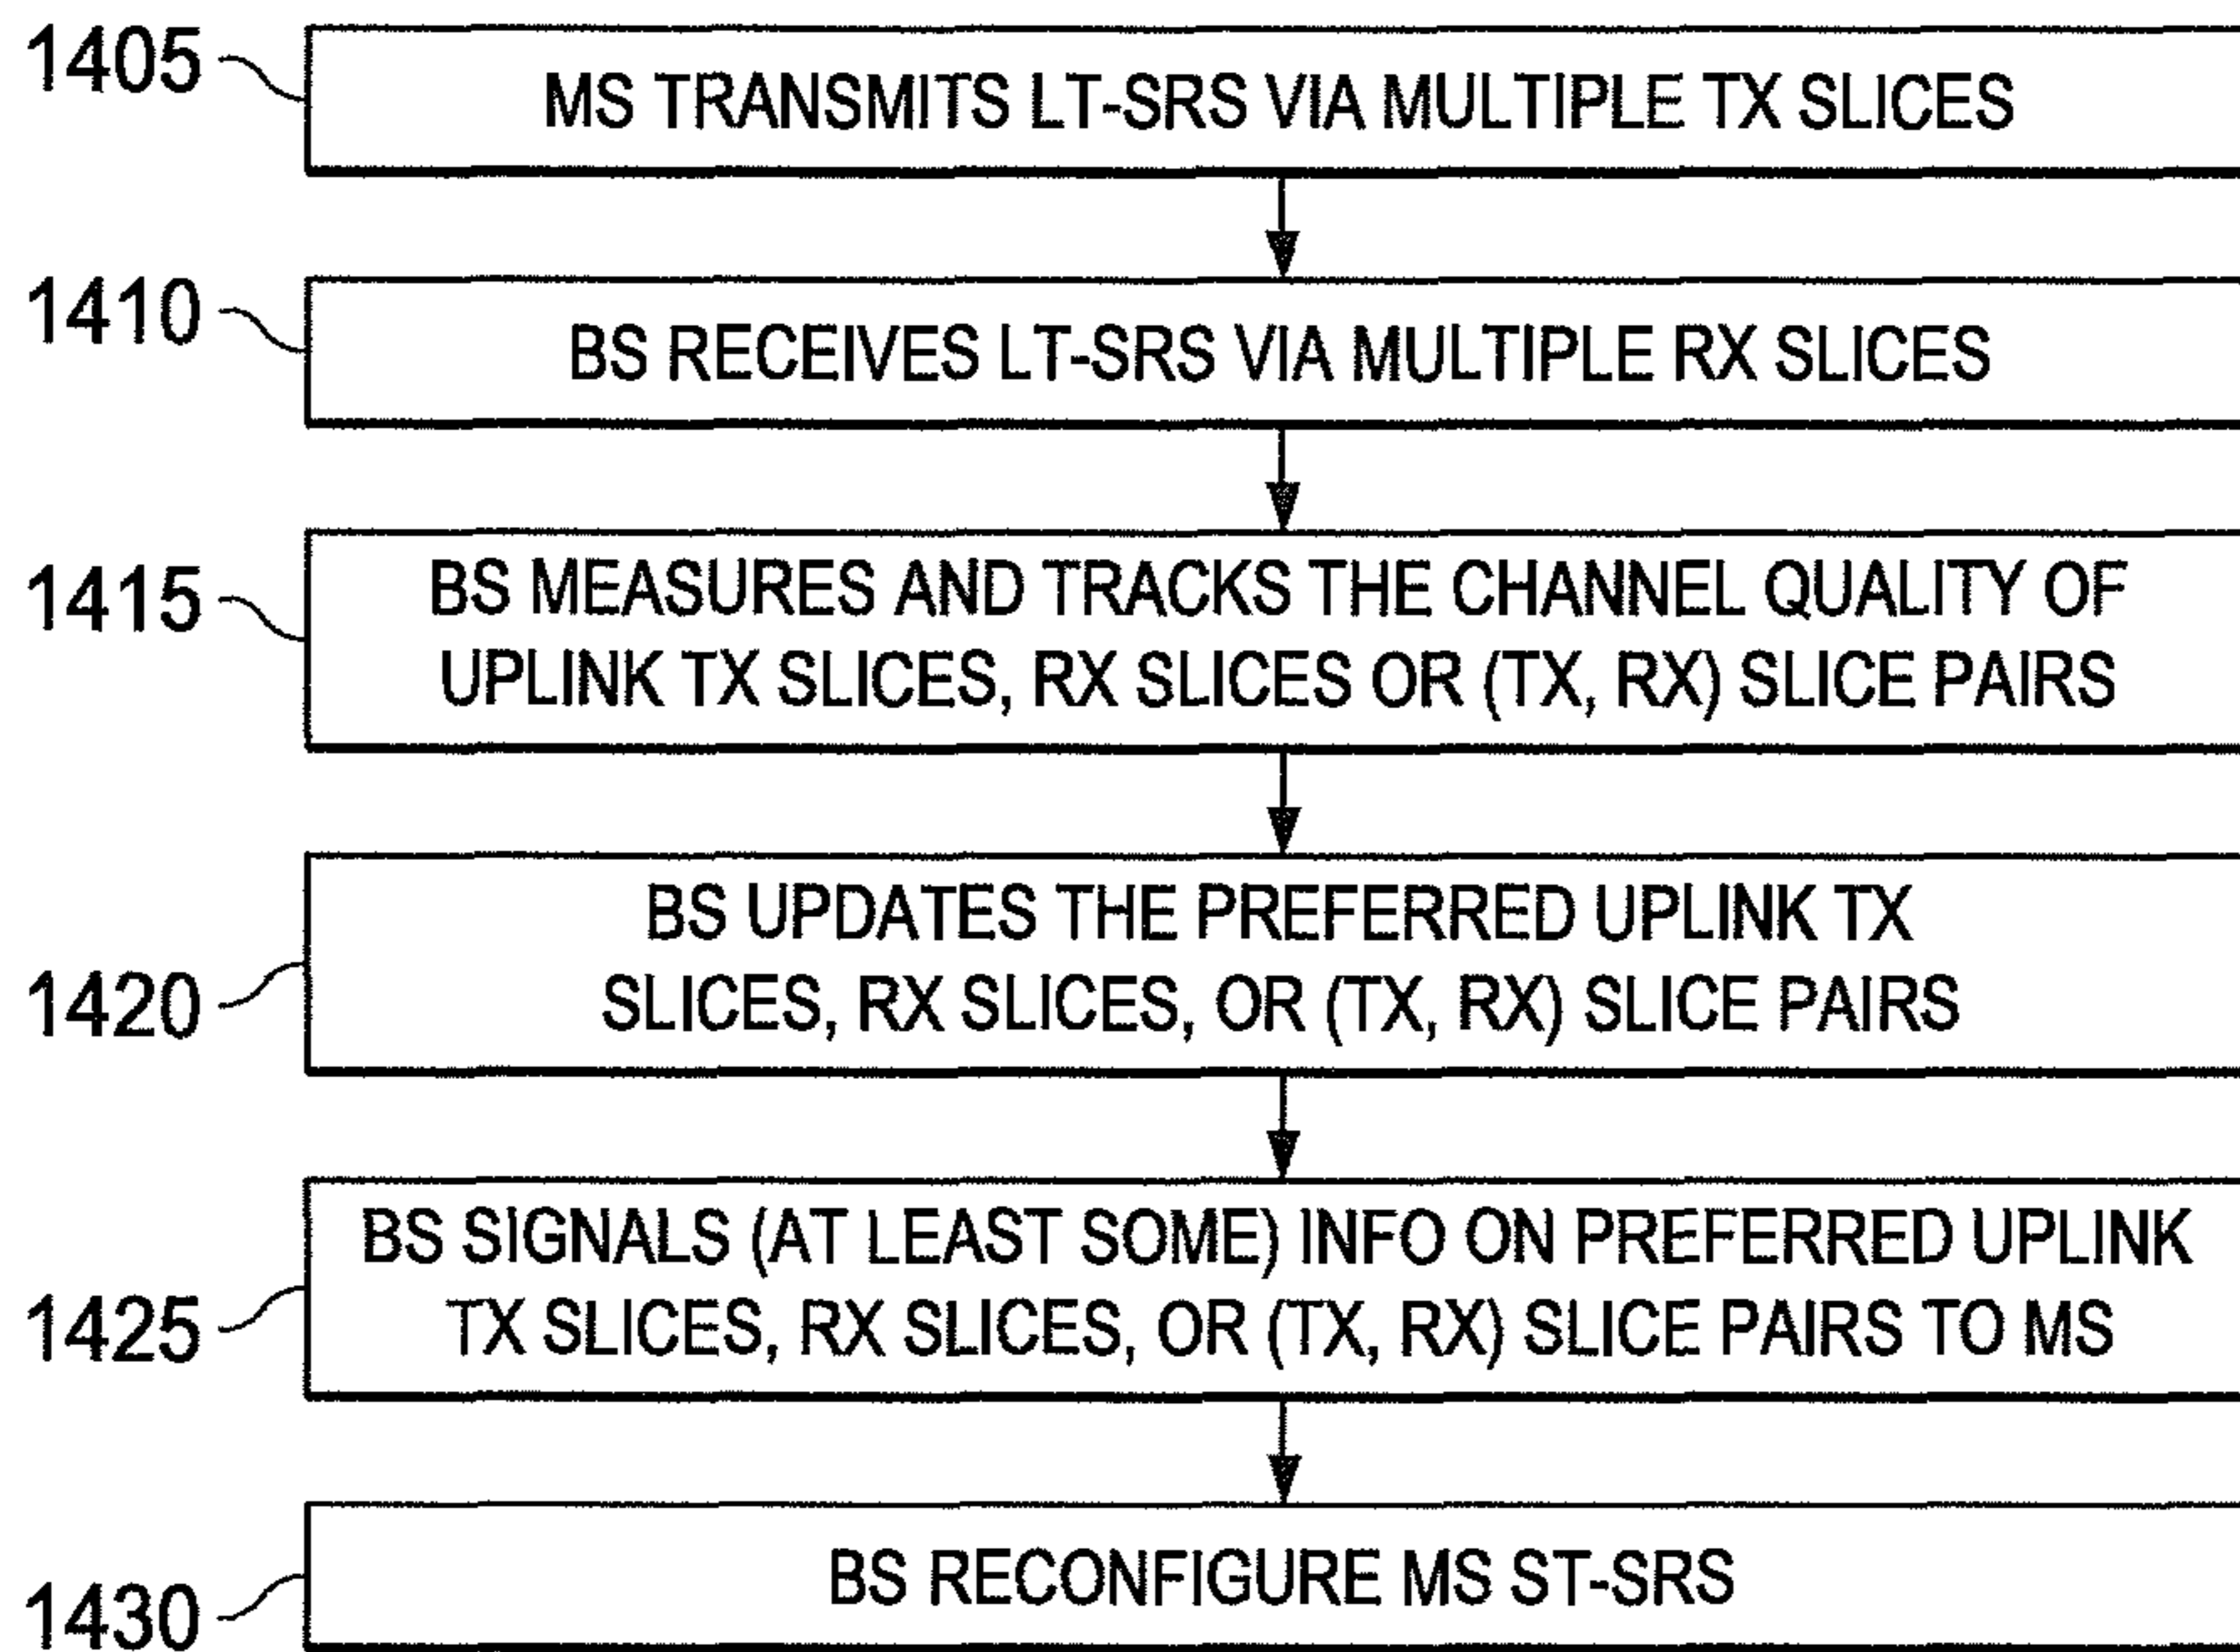 1405
MS TRANSMITS LT-SRS VIA MULTIPLE TX SLICES
1410
BS RECEIVES LT-SRS VIA MULTIPLE RX SLICES
1415
BS MEASURES AND TRACKS THE CHANNEL QUALITY OF
UPLINK TX SLICES, RX SLICES OR (TX, RX) SLICE PAIRS
1420
BS UPDATES THE PREFERRED UPLINK TX
SLICES, RX SLICES, OR (TX, RX) SLICE PAIRS
1425
BS SIGNALS (AT LEAST SOME) INFO ON PREFERRED UPLINK
TX SLICES, RX SLICES, OR (TX, RX) SLICE PAIRS TO MS
1430
BS RECONFIGURE MS ST-SRS